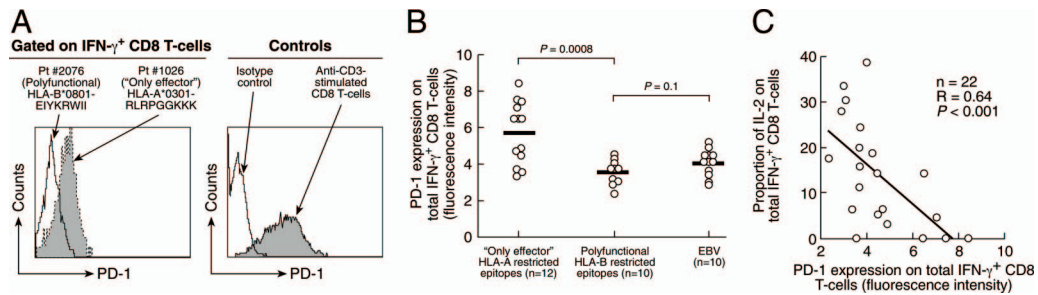 A
Gated on IFN-γ+ CD8 T-cells
Pt #2076
(Polyfunctional)
HLA-B*0801-
EIYKRWII
Pt #1026
("Only effector")
HLA-A*0301-
RLRPGGKKK
Counts
PD-1
Controls
Isotype
control
Anti-CD3-
stimulated
CD8 T-cells
Counts
PD-1
B
PD-1 expression on
total IFN-γ+ CD8 T-cells
(fluorescence intensity)
10
8
6
4
2
0
P = 0.0008
P = 0.1
"Only effector"
HLA-A restricted
epitopes (n=12)
Polyfunctional
HLA-B restricted
epitopes (n=10)
EBV
(n=10)
C
Proportion of IL-2 on
total IFN-γ+ CD8 T-cells
40
30
20
10
0
n = 22
R = 0.64
P < 0.001
2
4
6
8
10
PD-1 expression on total IFN-γ+ CD8
T-cells (fluorescence intensity)